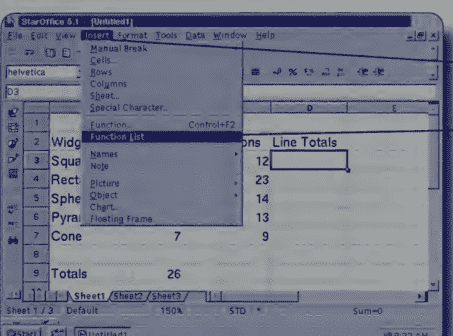 StarOffice 5.1 - [Untitled1]
File Edit View Insert Format Tools Data Window Help
Manual Break
Cells...
helvetica Rows
Columns
D3 Sheet...
Special Character...
D E
1 Function... Control+F2
2 Widg Function List ons Line Totals
3 Squa Names 12
Note
4 Recta 23
Picture
5 Sphe Object 14
Chart...
6 Pyra Floating Frame 13
7 Cone 7 9
8
9 Totals 26
Sheet1 Sheet2 Sheet3
Sheet 1 / 3 Default 150% STD * Sum=0
Start Untitled1